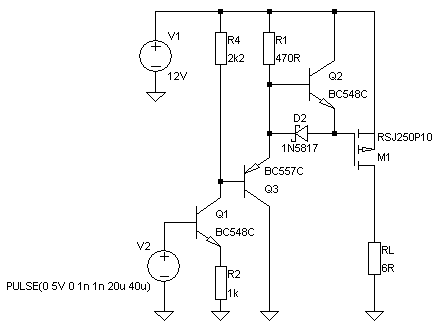 V1
12V
R4
2k2
R1
470R
Q2
BC548C
D2
1N5817
RSJ250P10
M1
BC557C
Q3
Q1
BC548C
V2
PULSE(0 5V 0 1n 1n 20u 40u)
R2
1k
RL
6R